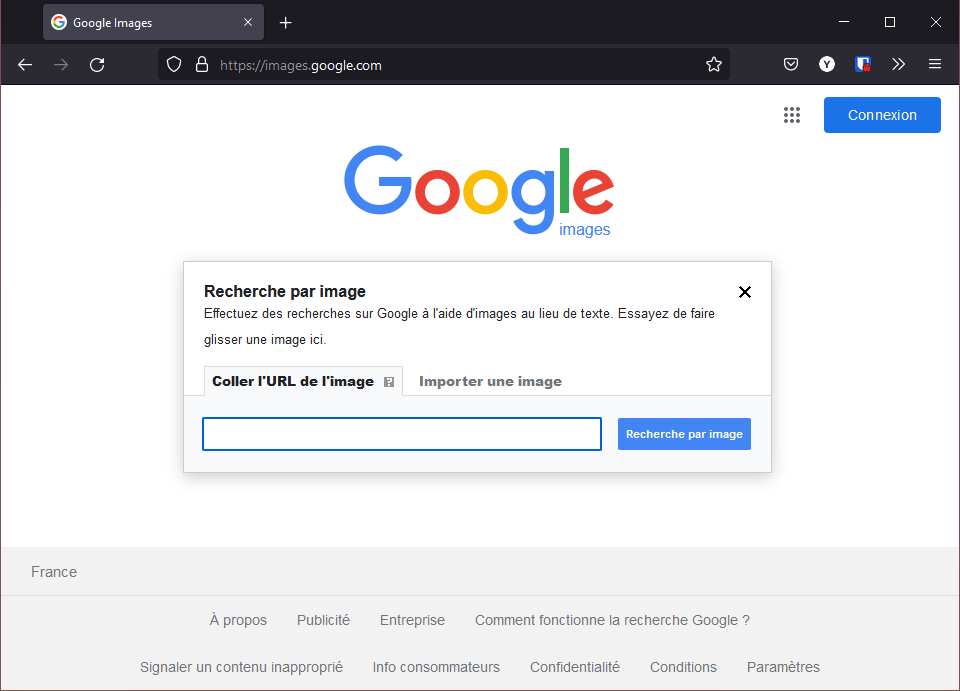 Google Images
https://images.google.com
Y
Connexion
Google
images
Recherche par image
Effectuez des recherches sur Google à l'aide d'images au lieu de texte. Essayez de faire
glisser une image ici.
Coller l'URL de l'image ?
Importer une image
Recherche par image
France
À propos Publicité Entreprise Comment fonctionne la recherche Google ?
Signaler un contenu inapproprié Info consommateurs Confidentialité Conditions Paramètres